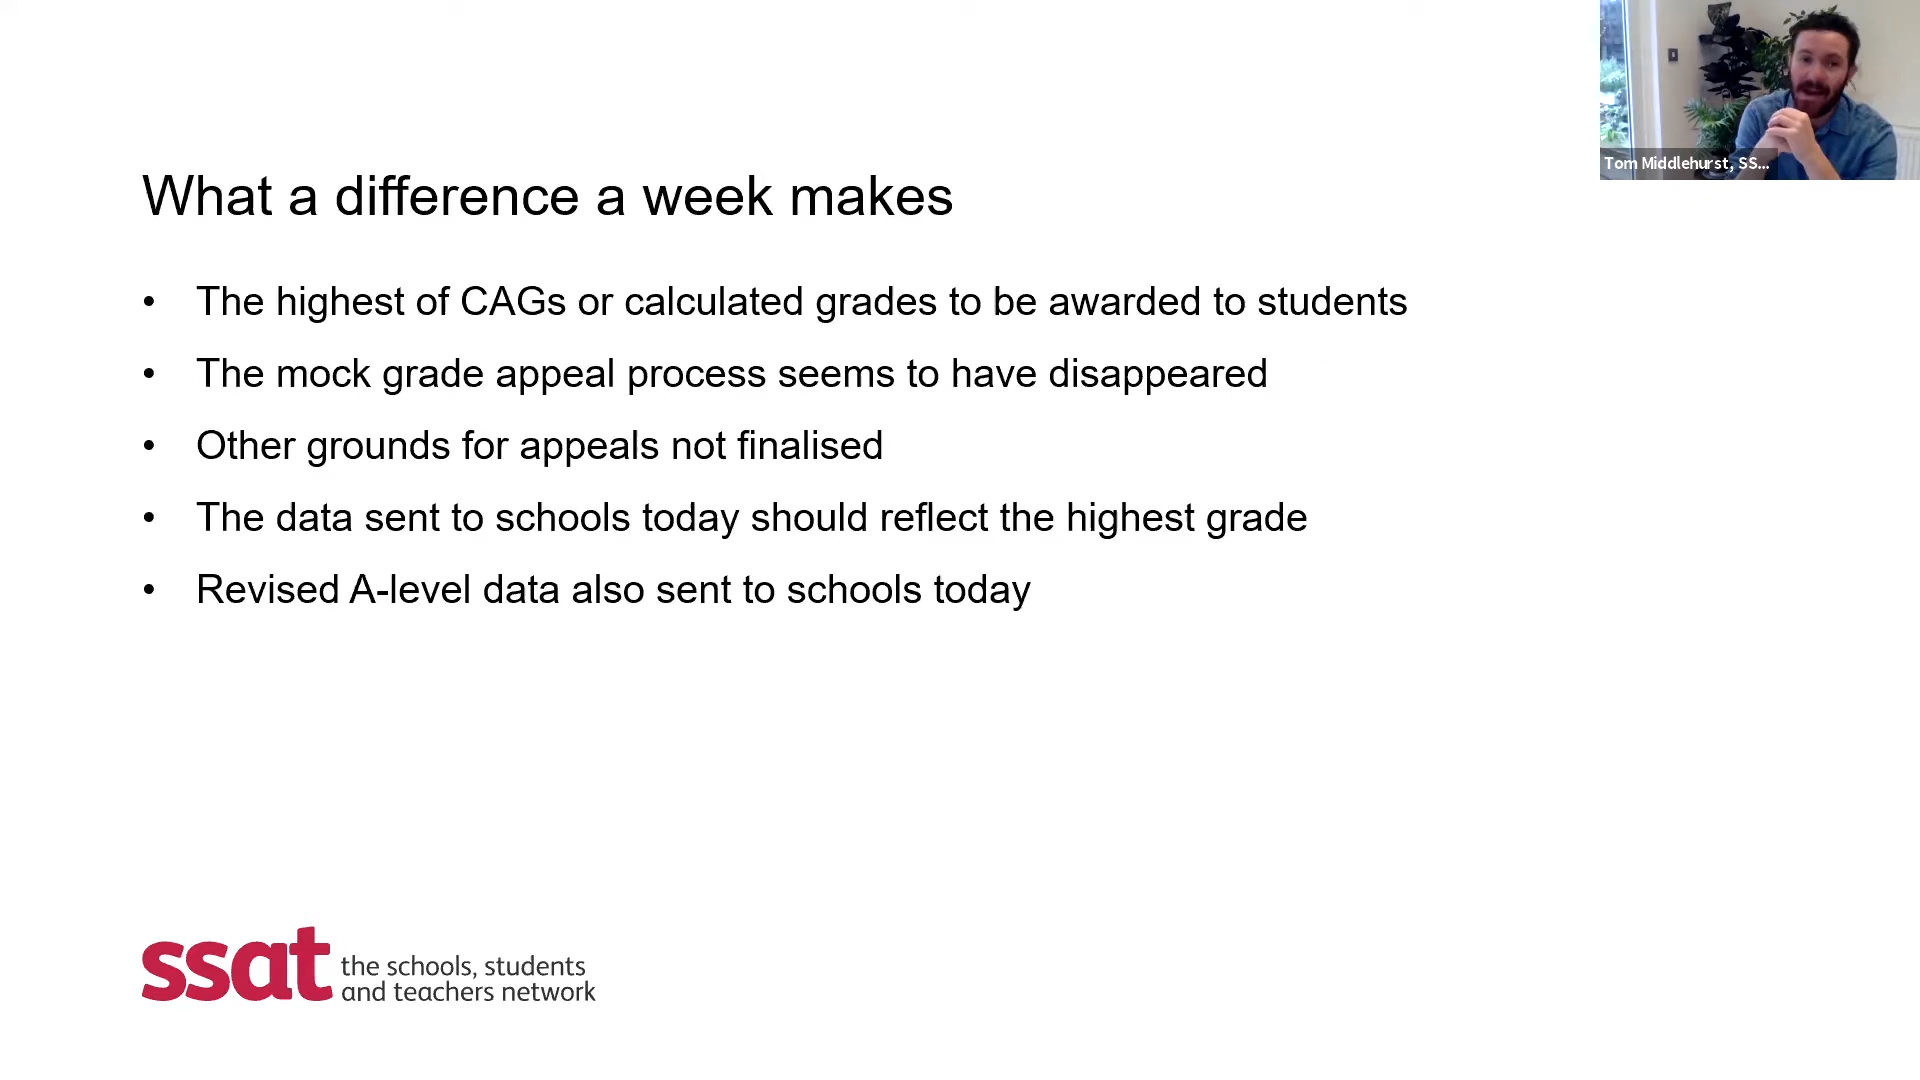 Tom Middlehurst, SS...
What a difference a week makes
• The highest of CAGs or calculated grades to be awarded to students
• The mock grade appeal process seems to have disappeared
• Other grounds for appeals not finalised
• The data sent to schools today should reflect the highest grade
• Revised A-level data also sent to schools today
ssat the schools, students
and teachers network